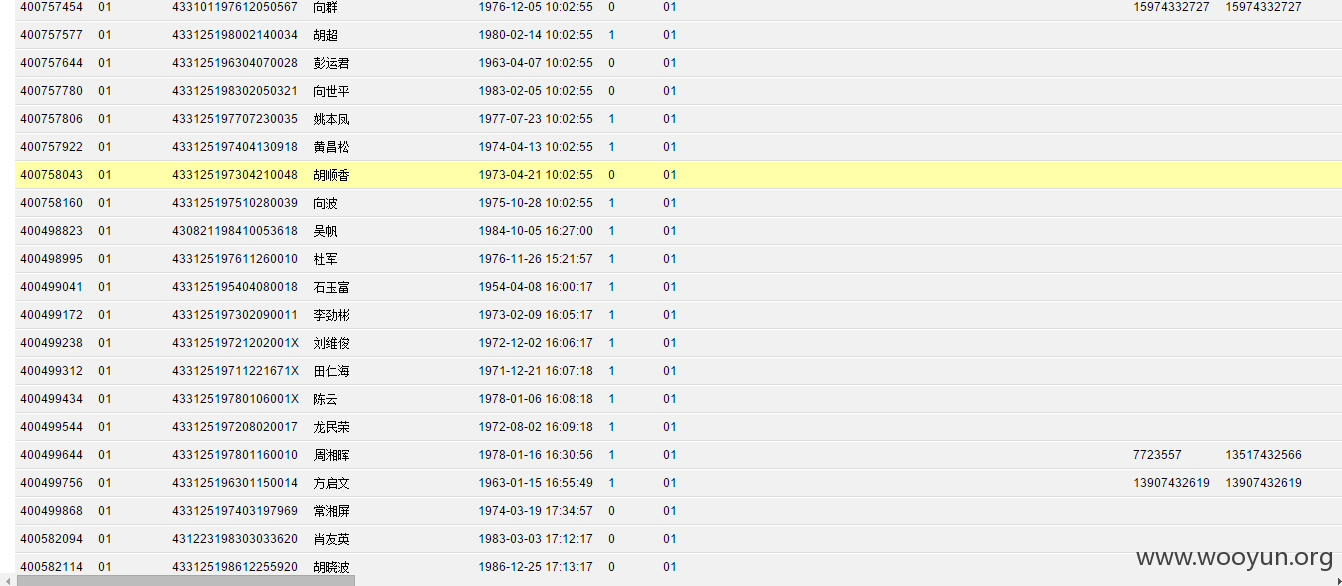 400757454 01 433101197612050567 向群 1976-12-05 10:02:55 0 01 15974332727 15974332727
400757577 01 433125198002140034 胡超 1980-02-14 10:02:55 1 01
400757644 01 433125196304070028 彭运君 1963-04-07 10:02:55 0 01
400757780 01 433125198302050321 向世平 1983-02-05 10:02:55 0 01
400757806 01 433125197707230035 姚本凤 1977-07-23 10:02:55 1 01
400757922 01 433125197404130918 黄昌松 1974-04-13 10:02:55 1 01
400758043 01 433125197304210048 胡顺香 1973-04-21 10:02:55 0 01
400758160 01 433125197510280039 向波 1975-10-28 10:02:55 1 01
400498823 01 430821198410053618 吴帆 1984-10-05 16:27:00 1 01
400498995 01 433125197611260010 杜军 1976-11-26 15:21:57 1 01
400499041 01 433125195404080018 石玉富 1954-04-08 16:00:17 1 01
400499172 01 433125197302090011 李劲彬 1973-02-09 16:05:17 1 01
400499238 01 43312519721202001X 刘维俊 1972-12-02 16:06:17 1 01
400499312 01 43312519711221671X 田仁海 1971-12-21 16:07:18 1 01
400499434 01 43312519780106001X 陈云 1978-01-06 16:08:18 1 01
400499544 01 433125197208020017 龙民荣 1972-08-02 16:09:18 1 01
400499644 01 433125197801160010 周湘晖 1978-01-16 16:30:56 1 01 7723557 13517432566
400499756 01 433125196301150014 方启文 1963-01-15 16:55:49 1 01 13907432619 13907432619
400499868 01 433125197403197969 常湘屏 1974-03-19 17:34:57 0 01
400582094 01 431223198303033620 肖友英 1983-03-03 17:12:17 0 01
400582114 01 433125198612255920 胡晓波 1986-12-25 17:13:17 0 01
www.wooyun.org